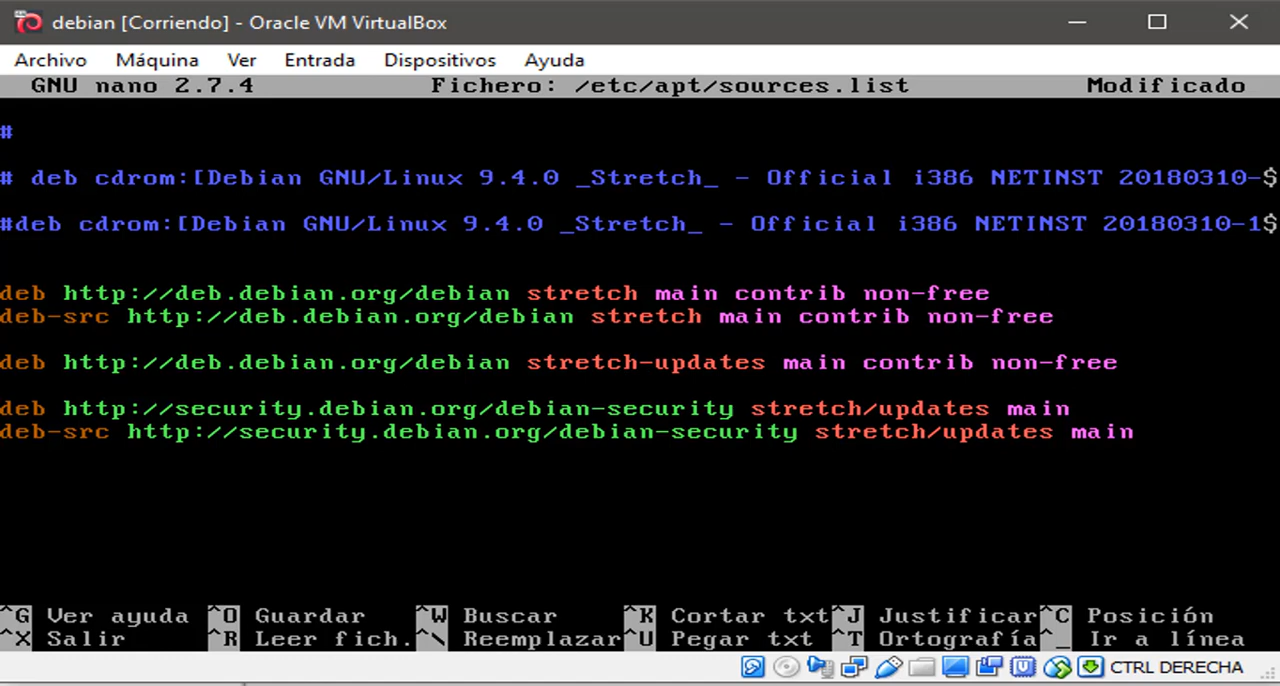 debian [Corriendo] - Oracle VM VirtualBox
Archivo Máquina Ver Entrada Dispositivos Ayuda
GNU nano 2.7.4 Fichero: /etc/apt/sources.list Modificado
#
# deb cdrom:[Debian GNU/Linux 9.4.0 _Stretch_ - Official i386 NETINST 20180310-$
#deb cdrom:[Debian GNU/Linux 9.4.0 _Stretch_ - Official i386 NETINST 20180310-1$
deb http://deb.debian.org/debian stretch main contrib non-free
deb-src http://deb.debian.org/debian stretch main contrib non-free
deb http://deb.debian.org/debian stretch-updates main contrib non-free
deb http://security.debian.org/debian-security stretch/updates main
deb-src http://security.debian.org/debian-security stretch/updates main
^G Ver ayuda ^O Guardar ^W Buscar ^K Cortar txt ^J Justificar ^C Posición
^X Salir ^R Leer fich. ^\ Reemplazar ^U Pegar txt ^T Ortografía ^_ Ir a línea
CTRL DERECHA